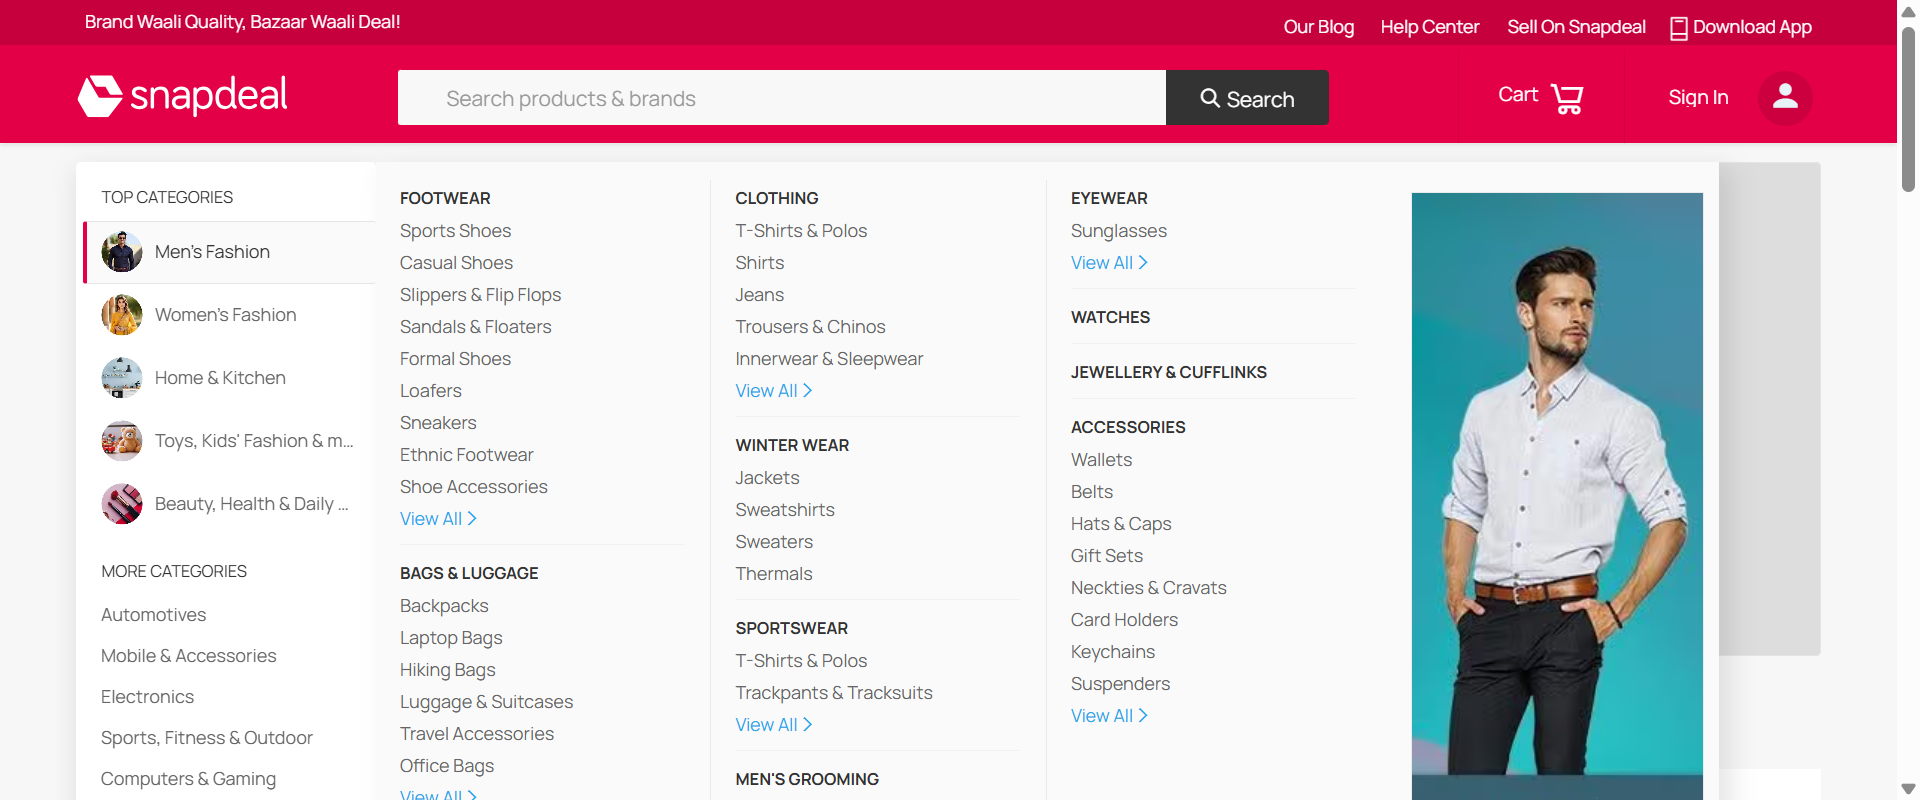 Brand Waali Quality, Bazaar Waali Deal!
Our Blog
Help Center
Sell On Snapdeal
Download App
snapdeal
Search products & brands
Search
Cart
Sign In
TOP CATEGORIES
Men's Fashion
Women's Fashion
Home & Kitchen
Toys, Kids' Fashion & m...
Beauty, Health & Daily ...
MORE CATEGORIES
Automotives
Mobile & Accessories
Electronics
Sports, Fitness & Outdoor
Computers & Gaming
FOOTWEAR
Sports Shoes
Casual Shoes
Slippers & Flip Flops
Sandals & Floaters
Formal Shoes
Loafers
Sneakers
Ethnic Footwear
Shoe Accessories
View All
BAGS & LUGGAGE
Backpacks
Laptop Bags
Hiking Bags
Luggage & Suitcases
Travel Accessories
Office Bags
View All
CLOTHING
T-Shirts & Polos
Shirts
Jeans
Trousers & Chinos
Innerwear & Sleepwear
View All
WINTER WEAR
Jackets
Sweatshirts
Sweaters
Thermals
SPORTSWEAR
T-Shirts & Polos
Trackpants & Tracksuits
View All
MEN'S GROOMING
EYEWEAR
Sunglasses
View All
WATCHES
JEWELLERY & CUFFLINKS
ACCESSORIES
Wallets
Belts
Hats & Caps
Gift Sets
Neckties & Cravats
Card Holders
Keychains
Suspenders
View All